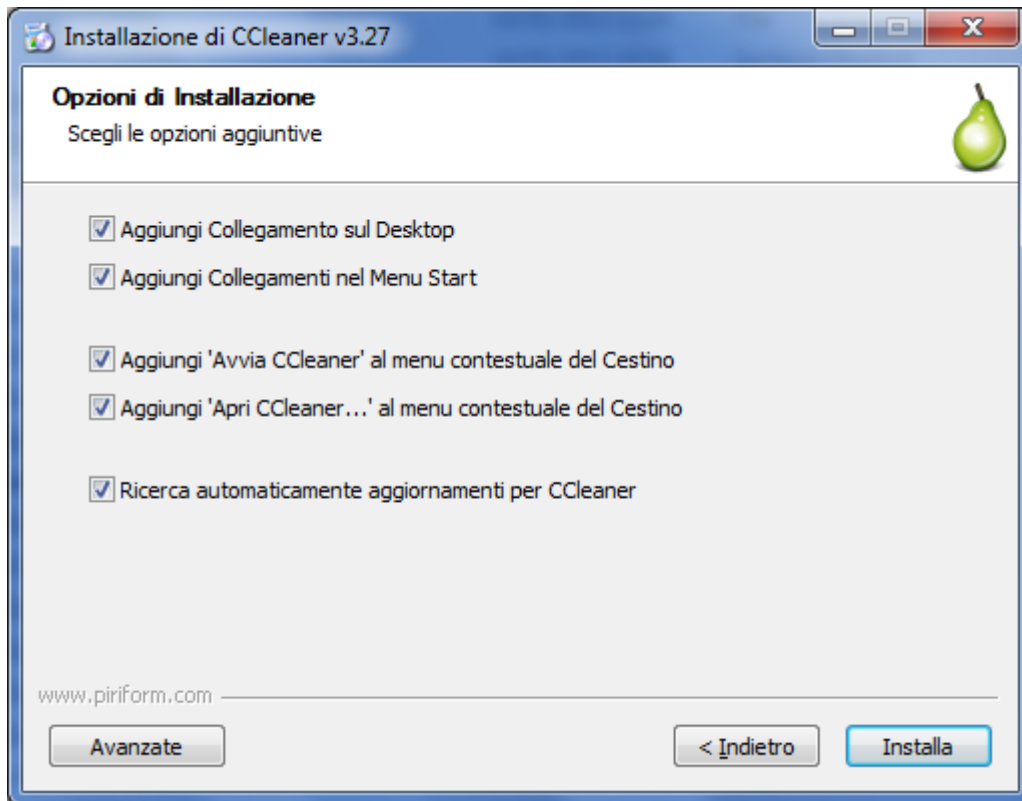 Installazione di CCleaner v3.27
Opzioni di Installazione
Scegli le opzioni aggiuntive
Aggiungi Collegamento sul Desktop
Aggiungi Collegamenti nel Menu Start
Aggiungi 'Avvia CCleaner' al menu contestuale del Cestino
Aggiungi 'Apri CCleaner...' al menu contestuale del Cestino
Ricerca automaticamente aggiornamenti per CCleaner
www.piriform.com
Avanzate
< Indietro
Installa